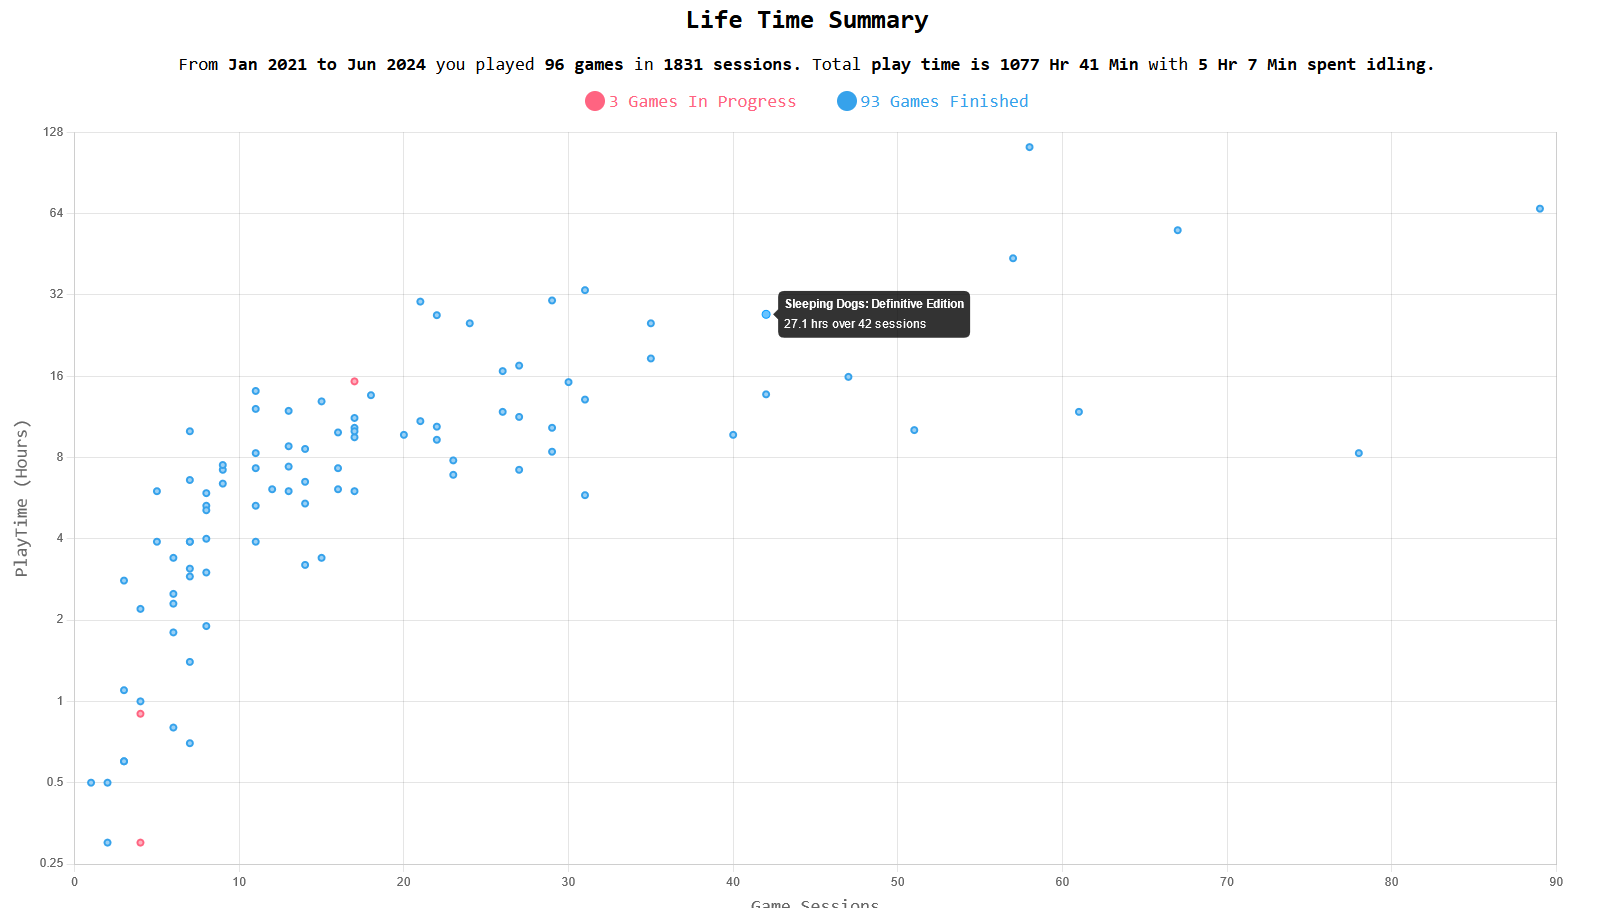 Life Time Summary
From Jan 2021 to Jun 2024 you played 96 games in 1831 sessions. Total play time is 1077 Hr 41 Min with 5 Hr 7 Min spent idling.
3 Games In Progress
93 Games Finished
128
64
32
16
8
4
2
1
0.5
0.25
PlayTime (Hours)
Sleeping Dogs: Definitive Edition
27.1 hrs over 42 sessions
0
10
20
30
40
50
60
70
80
90
Game Sessions